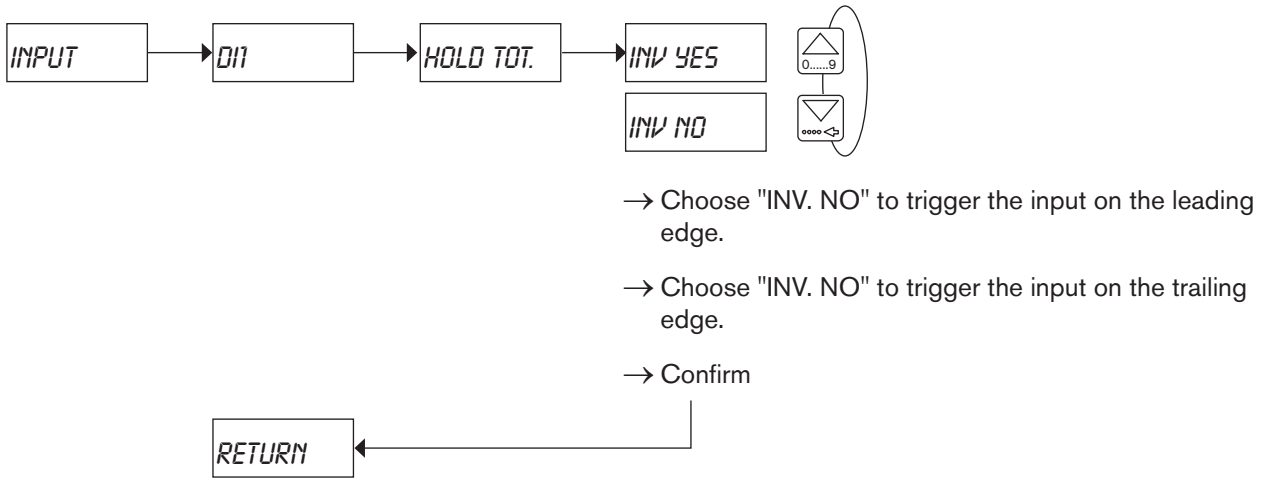 INPUT
DI1
HOLD TOT.
INV YES
0......9
INV NO
→ Choose "INV. NO" to trigger the input on the leading
edge.
→ Choose "INV. NO" to trigger the input on the trailing
edge.
→ Confirm
RETURN